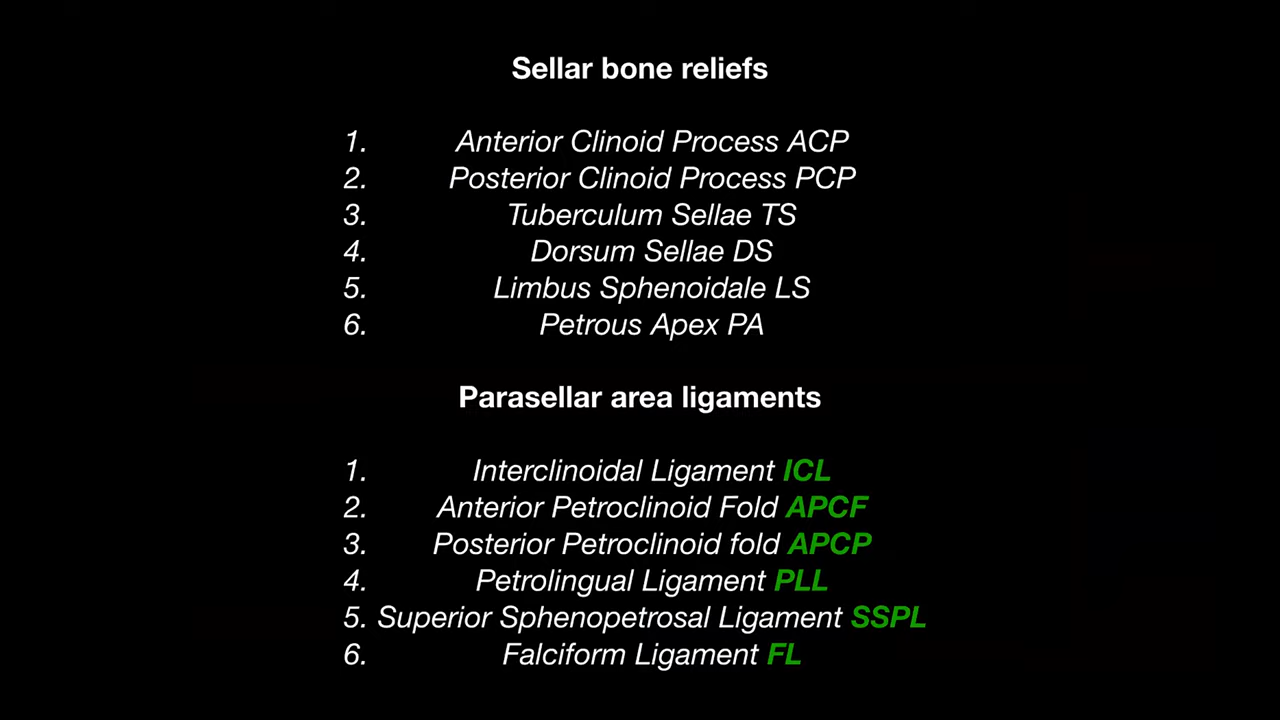 Sellar bone reliefs
1. Anterior Clinoid Process ACP
2. Posterior Clinoid Process PCP
3. Tuberculum Sellae TS
4. Dorsum Sellae DS
5. Limbus Sphenoidale LS
6. Petrous Apex PA
Parasellar area ligaments
1. Interclinoidal Ligament ICL
2. Anterior Petroclinoid Fold APCF
3. Posterior Petroclinoid fold APCP
4. Petrolingual Ligament PLL
5. Superior Sphenopetrosal Ligament SSPL
6. Falciform Ligament FL